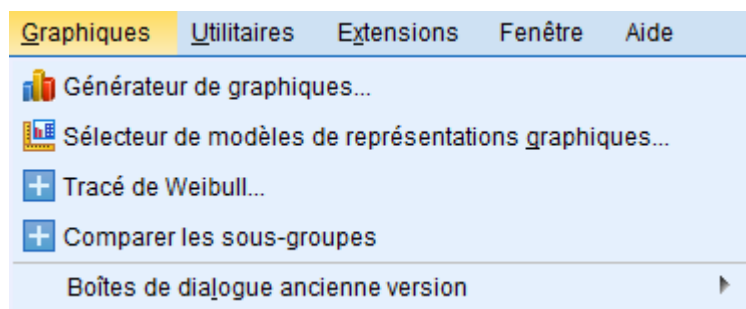 Graphiques Utilitaires Extensions Fenêtre Aide
Générateur de graphiques...
Sélecteur de modèles de représentations graphiques...
Tracé de Weibull...
Comparer les sous-groupes
Boîtes de dialogue ancienne version